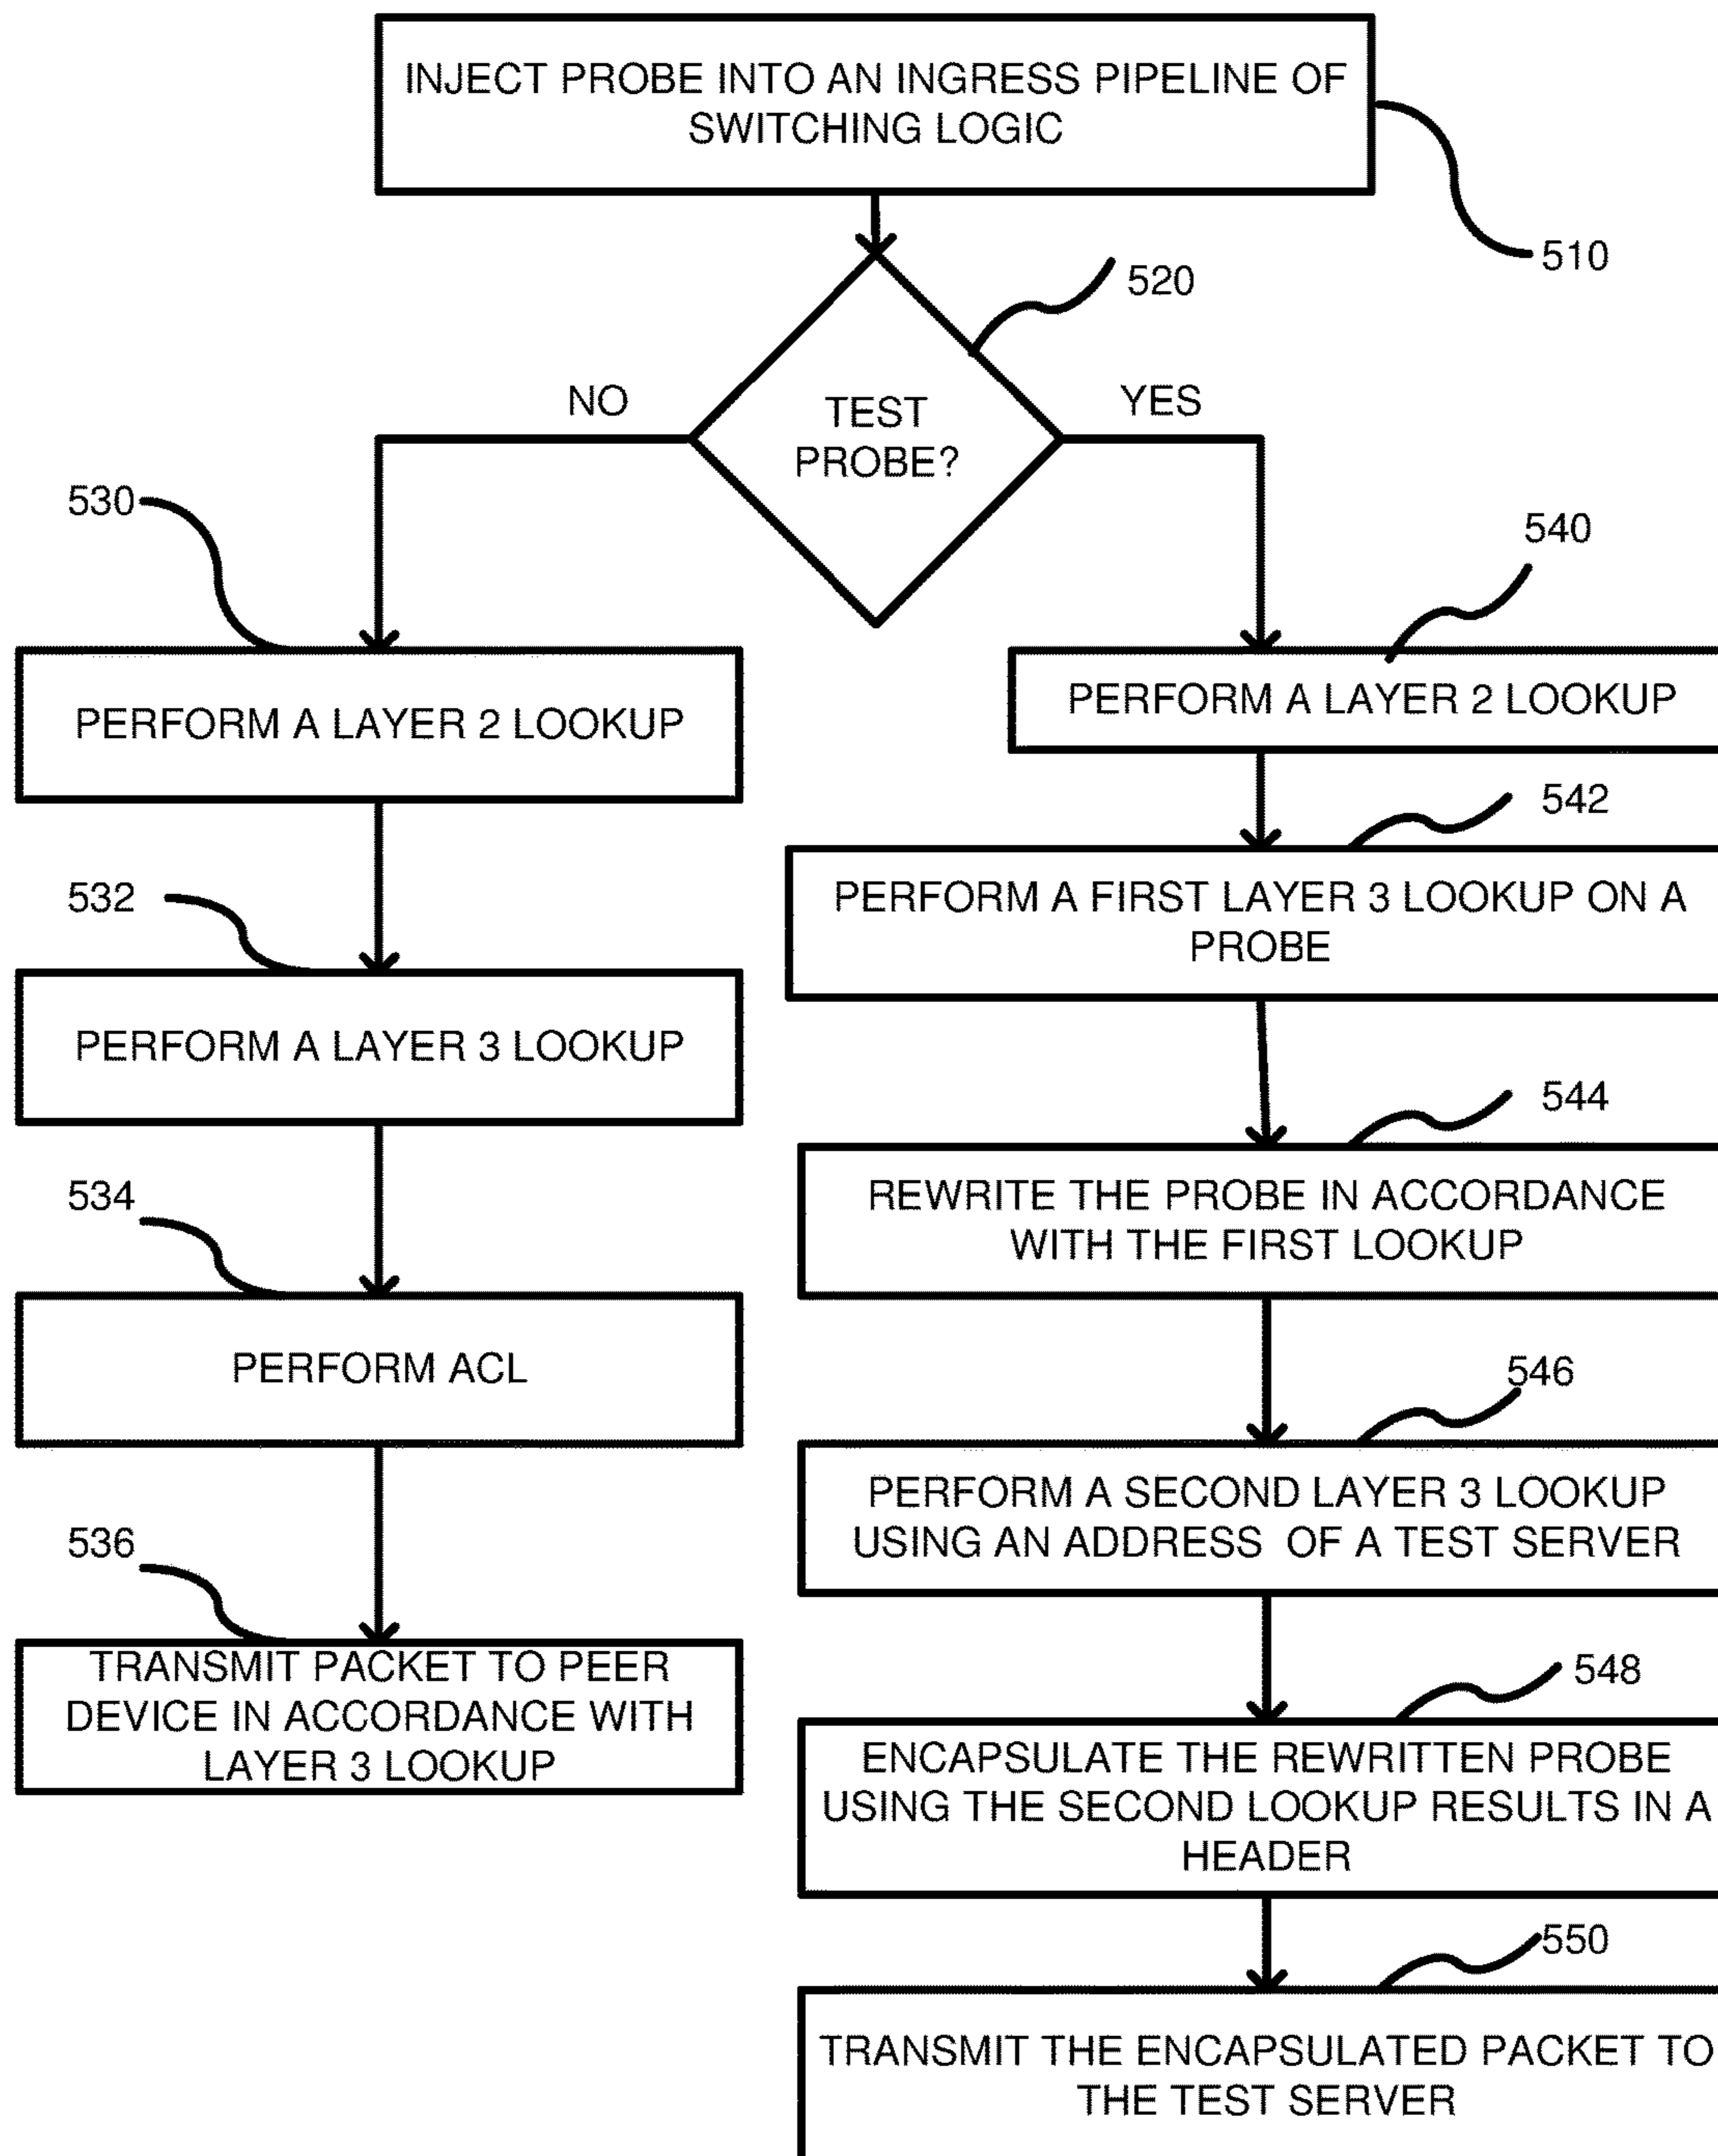 INJECT PROBE INTO AN INGRESS PIPELINE OF
SWITCHING LOGIC
510
520
NO
TEST
PROBE?
YES
530
PERFORM A LAYER 2 LOOKUP
532
PERFORM A LAYER 3 LOOKUP
534
PERFORM ACL
536
TRANSMIT PACKET TO PEER
DEVICE IN ACCORDANCE WITH
LAYER 3 LOOKUP
540
PERFORM A LAYER 2 LOOKUP
542
PERFORM A FIRST LAYER 3 LOOKUP ON A
PROBE
544
REWRITE THE PROBE IN ACCORDANCE
WITH THE FIRST LOOKUP
546
PERFORM A SECOND LAYER 3 LOOKUP
USING AN ADDRESS OF A TEST SERVER
548
ENCAPSULATE THE REWRITTEN PROBE
USING THE SECOND LOOKUP RESULTS IN A
HEADER
550
TRANSMIT THE ENCAPSULATED PACKET TO
THE TEST SERVER